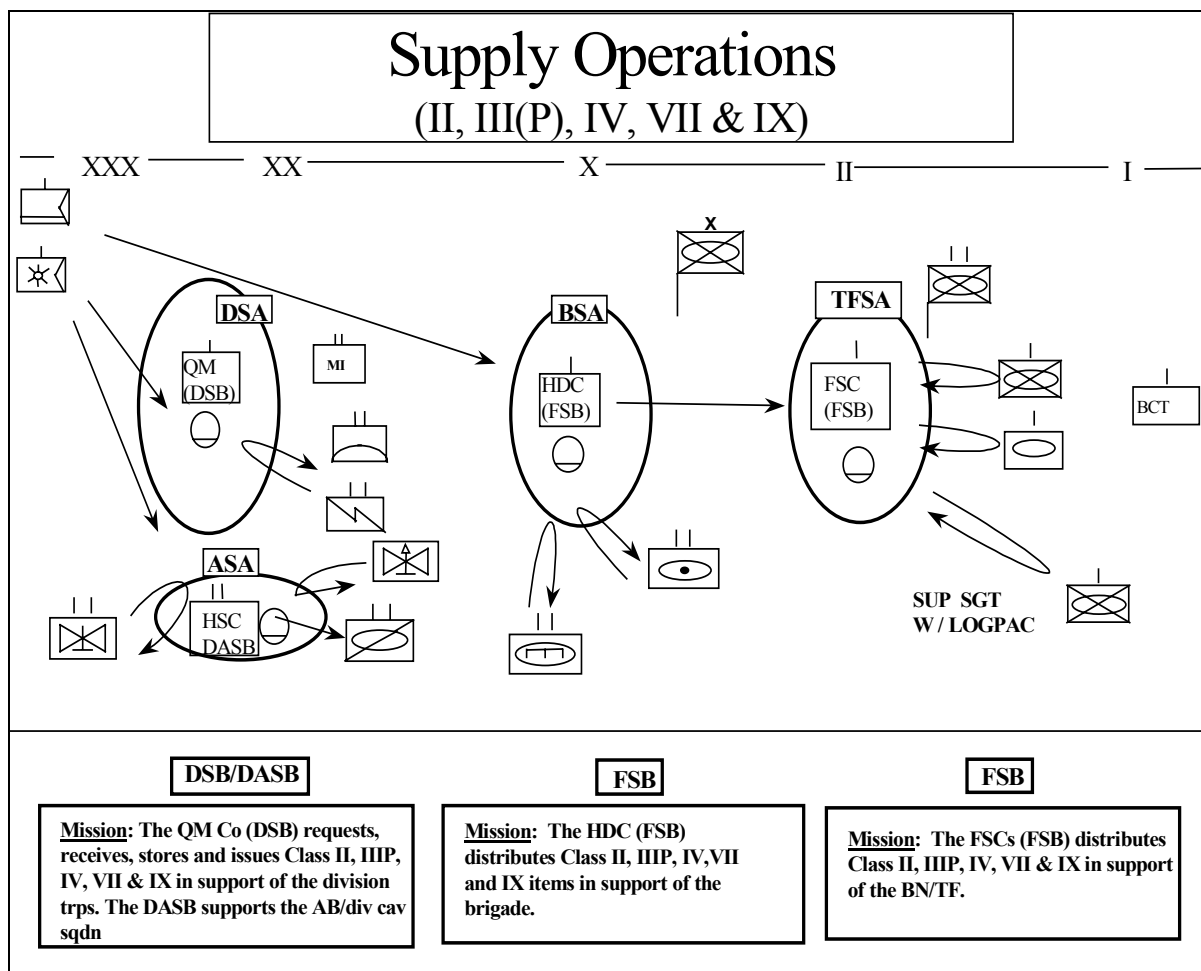 Supply Operations
(II, III(P), IV, VII & IX)
XXX XX X II I
X
DSA
BSA
TFSA
QM
(DSB)
MI
HDC
(FSB)
FSC
(FSB)
BCT
ASA
HSC
DASB
SUP SGT
W/ LOGPAC
DSB/DASB
Mission: The QM Co (DSB) requests,
receives, stores and issues Class II, IIIP,
IV, VII & IX in support of the division
trps. The DASB supports the AB/div cav
sqdn
FSB
Mission: The HDC (FSB)
distributes Class II, IIIP, IV,VII
and IX items in support of the
brigade.
FSB
Mission: The FSCs (FSB) distributes
Class II, IIIP, IV, VII & IX in support
of the BN/TF.